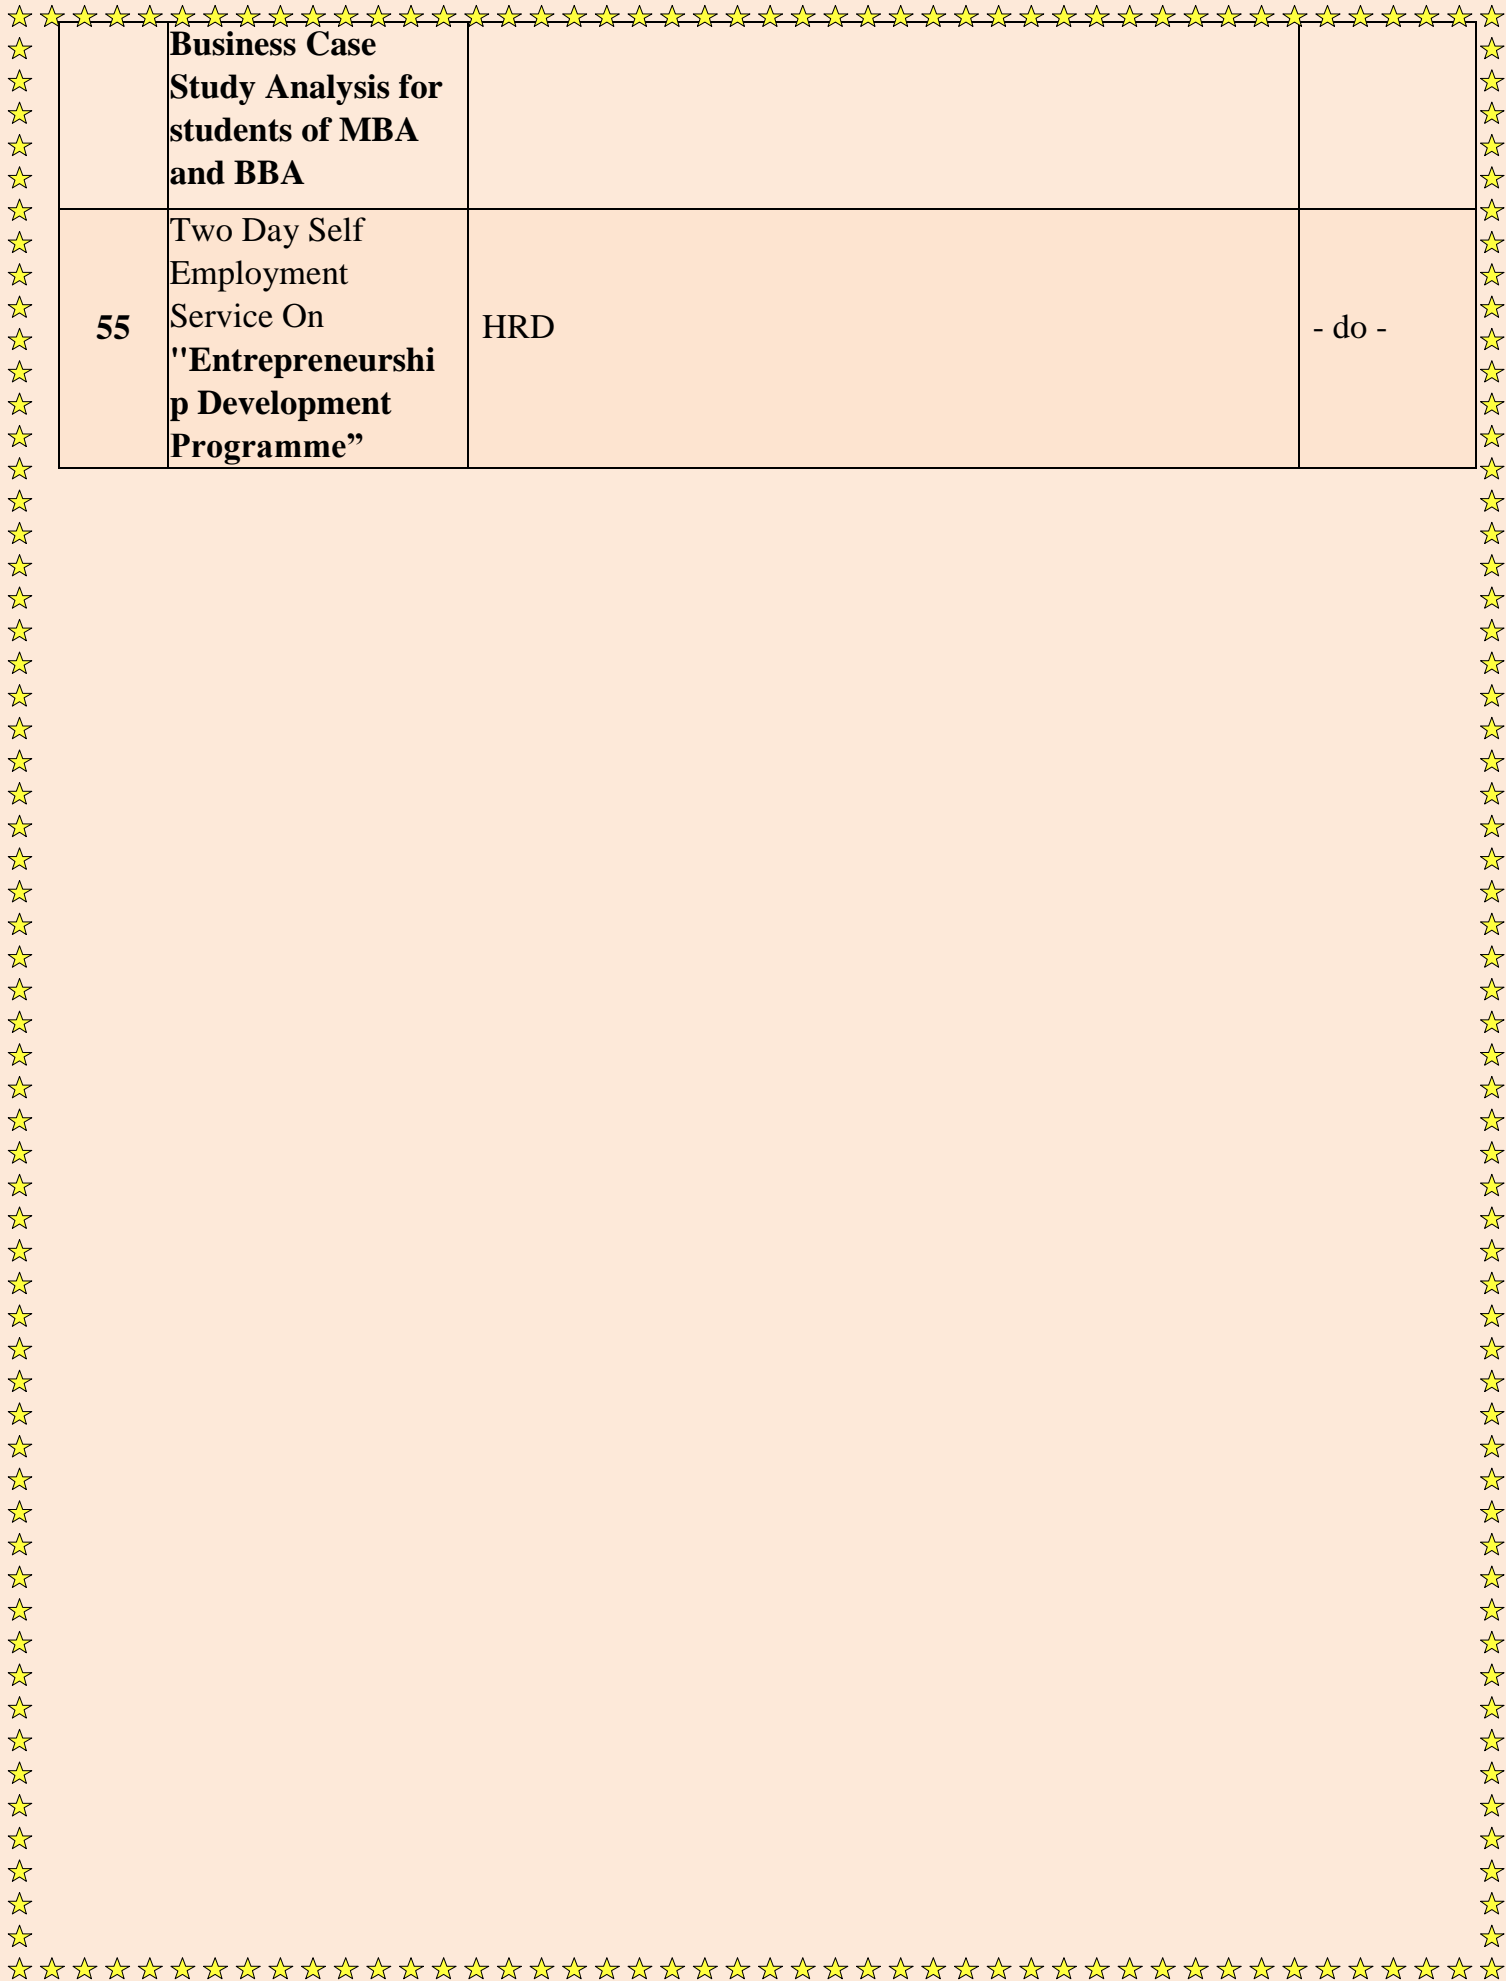 Business Case
Study Analysis for
students of MBA
and BBA
55
Two Day Self
Employment
Service On
"Entrepreneurshi
p Development
Programme”
HRD
- do -